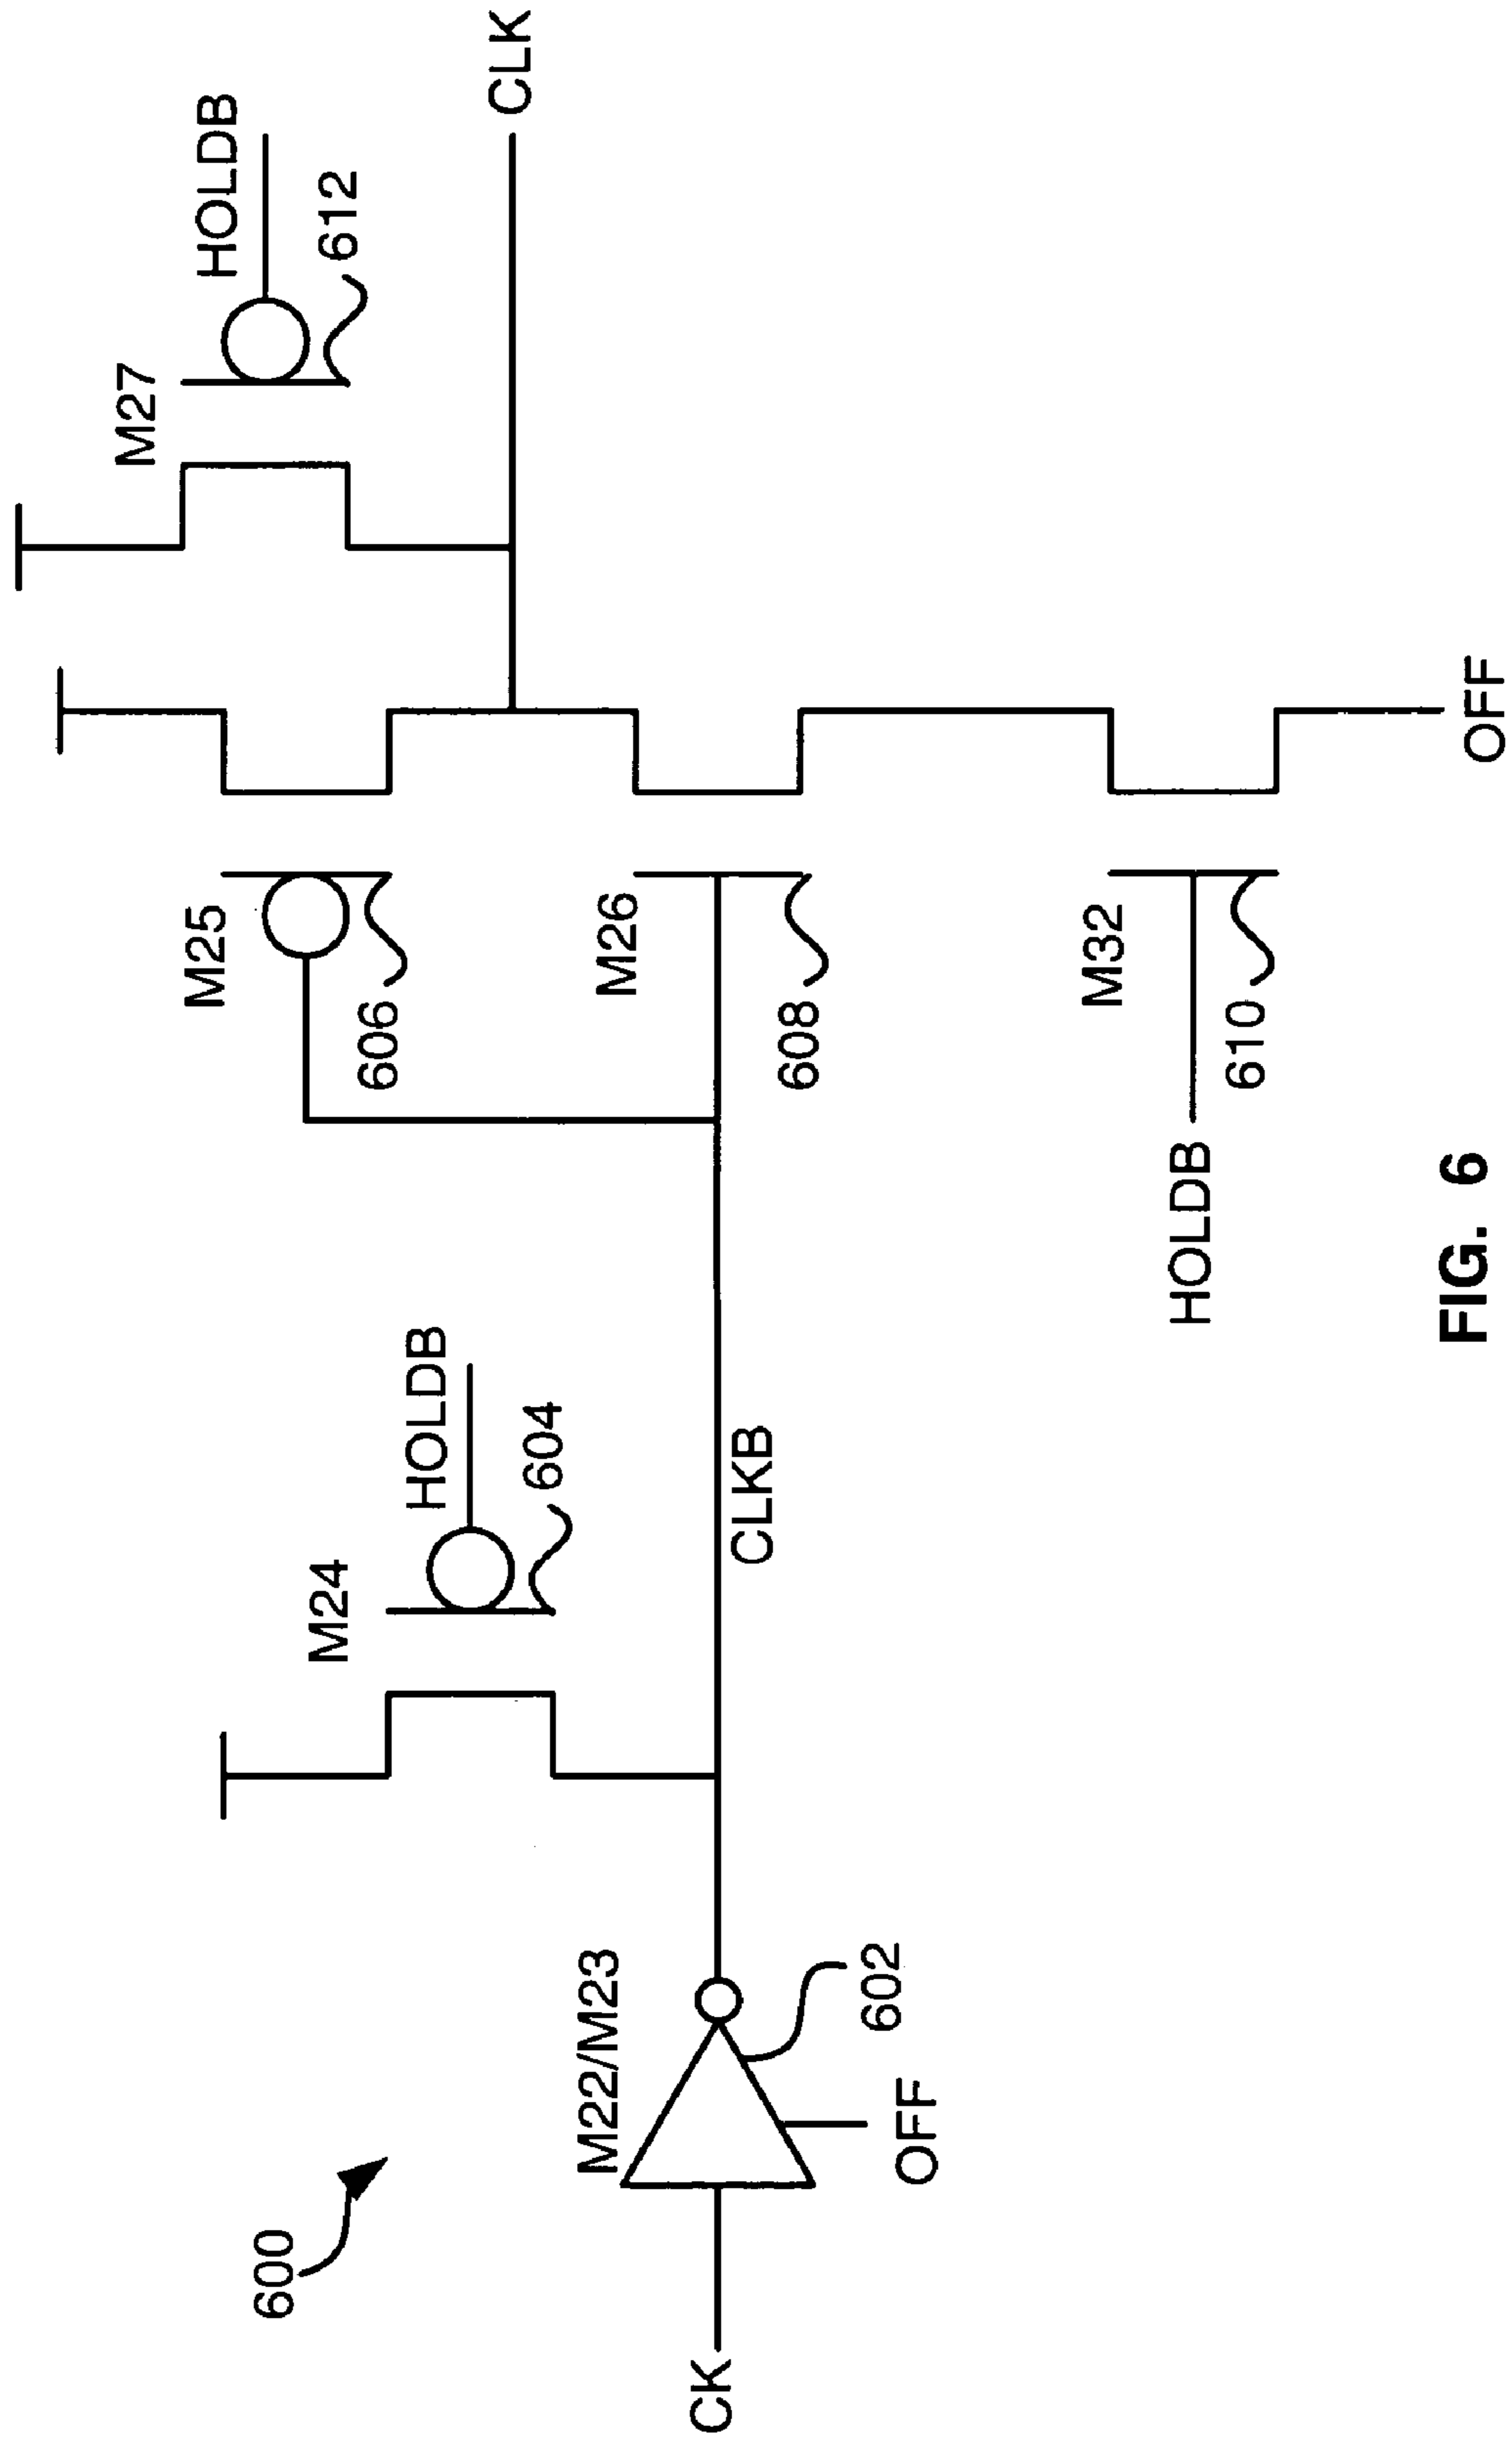 600
CK
M22/M23
602
OFF
M24
HOLDB
604
CLKB
M25
606
M26
608
M32
HOLDB
610
OFF
M27
HOLDB
612
CLK
FIG. 6